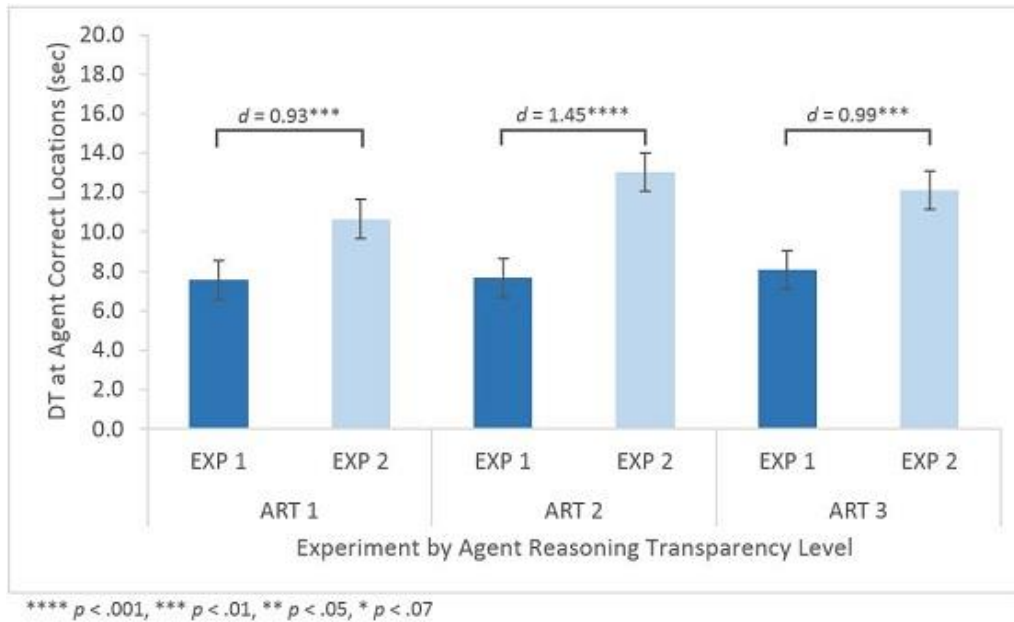 20.0
18.0
16.0
14.0
12.0
10.0
8.0
6.0
4.0
2.0
0.0
DT at Agent Correct Locations (sec)
d = 0.93*** d = 1.45**** d = 0.99***
EXP 1 EXP 2 EXP 1 EXP 2 EXP 1 EXP 2
ART 1 ART 2 ART 3
Experiment by Agent Reasoning Transparency Level
**** p < .001, *** p < .01, ** p < .05, * p < .07